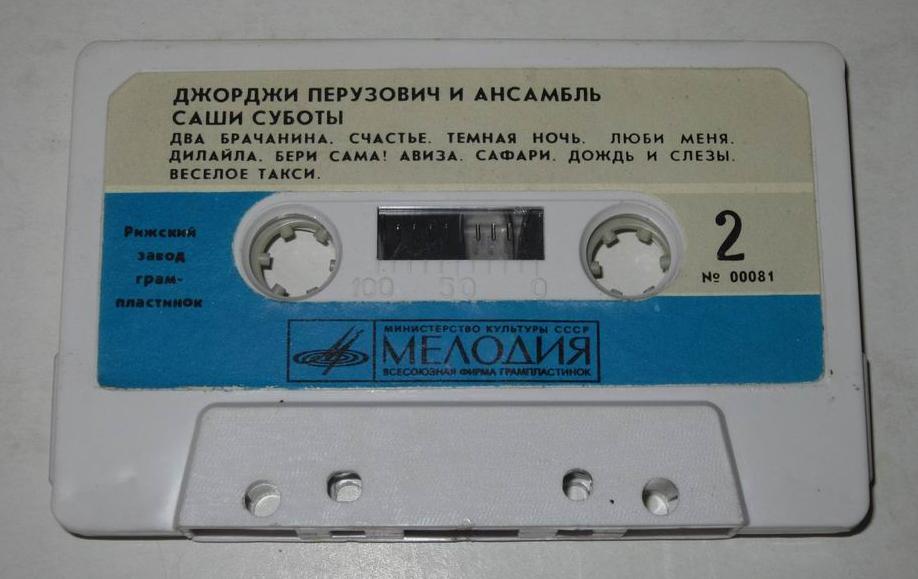 ДЖОРДЖИ ПЕРУЗОВИЧ И АНСАМБЛЬ
САШИ СУБОТЫ
ДВА БРАЧАНИНА. СЧАСТЬЕ. ТЕМНАЯ НОЧЬ. ЛЮБИ МЕНЯ.
ДИЛАЙЛА. БЕРИ САМА! АВИЗА. САФАРИ. ДОЖДЬ И СЛЕЗЫ.
ВЕСЕЛОЕ ТАКСИ.
Рижский
завод
грам-
пластинок
2
№ 00081
100 50 0
МИНИСТЕРСТВО КУЛЬТУРЫ СССР
МЕЛОДИЯ
ВСЕСОЮЗНАЯ ФИРМА ГРАМПЛАСТИНОК